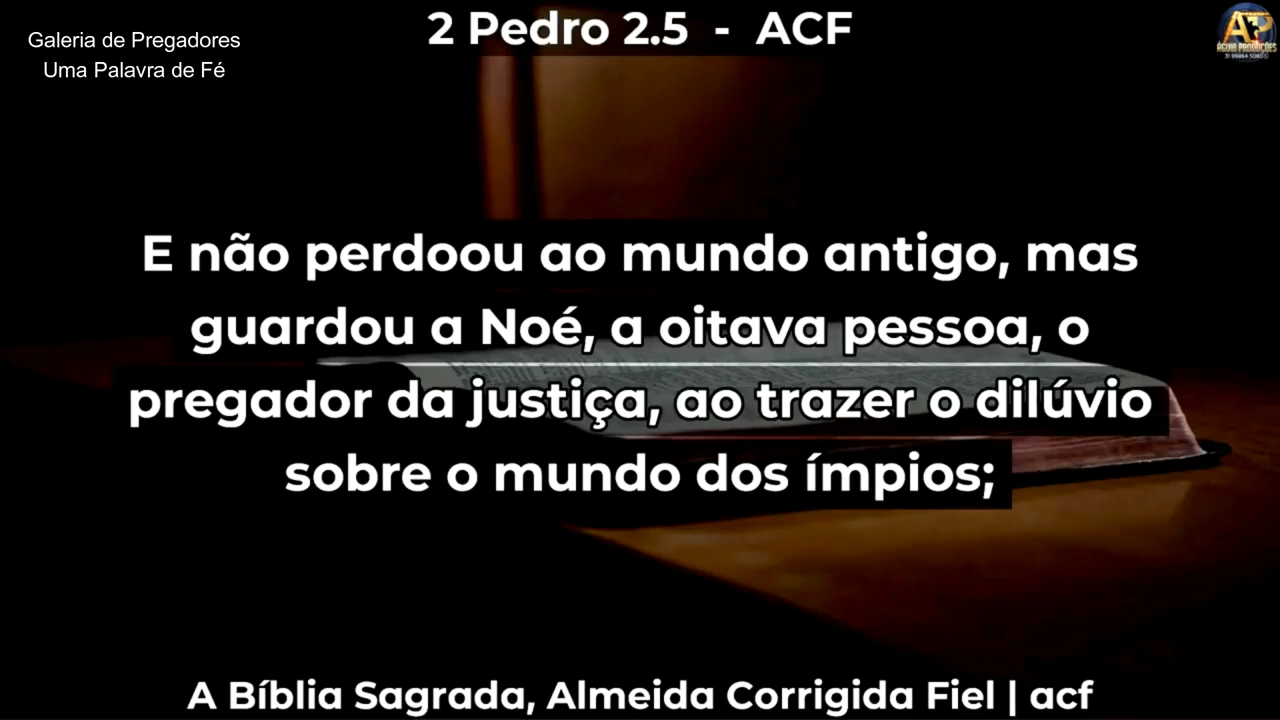 Galeria de Pregadores
Uma Palavra de Fé
2 Pedro 2.5 - ACF
E não perdoou ao mundo antigo, mas
guardou a Noé, a oitava pessoa, o
pregador da justiça, ao trazer o dilúvio
sobre o mundo dos ímpios;
A Bíblia Sagrada, Almeida Corrigida Fiel | acf